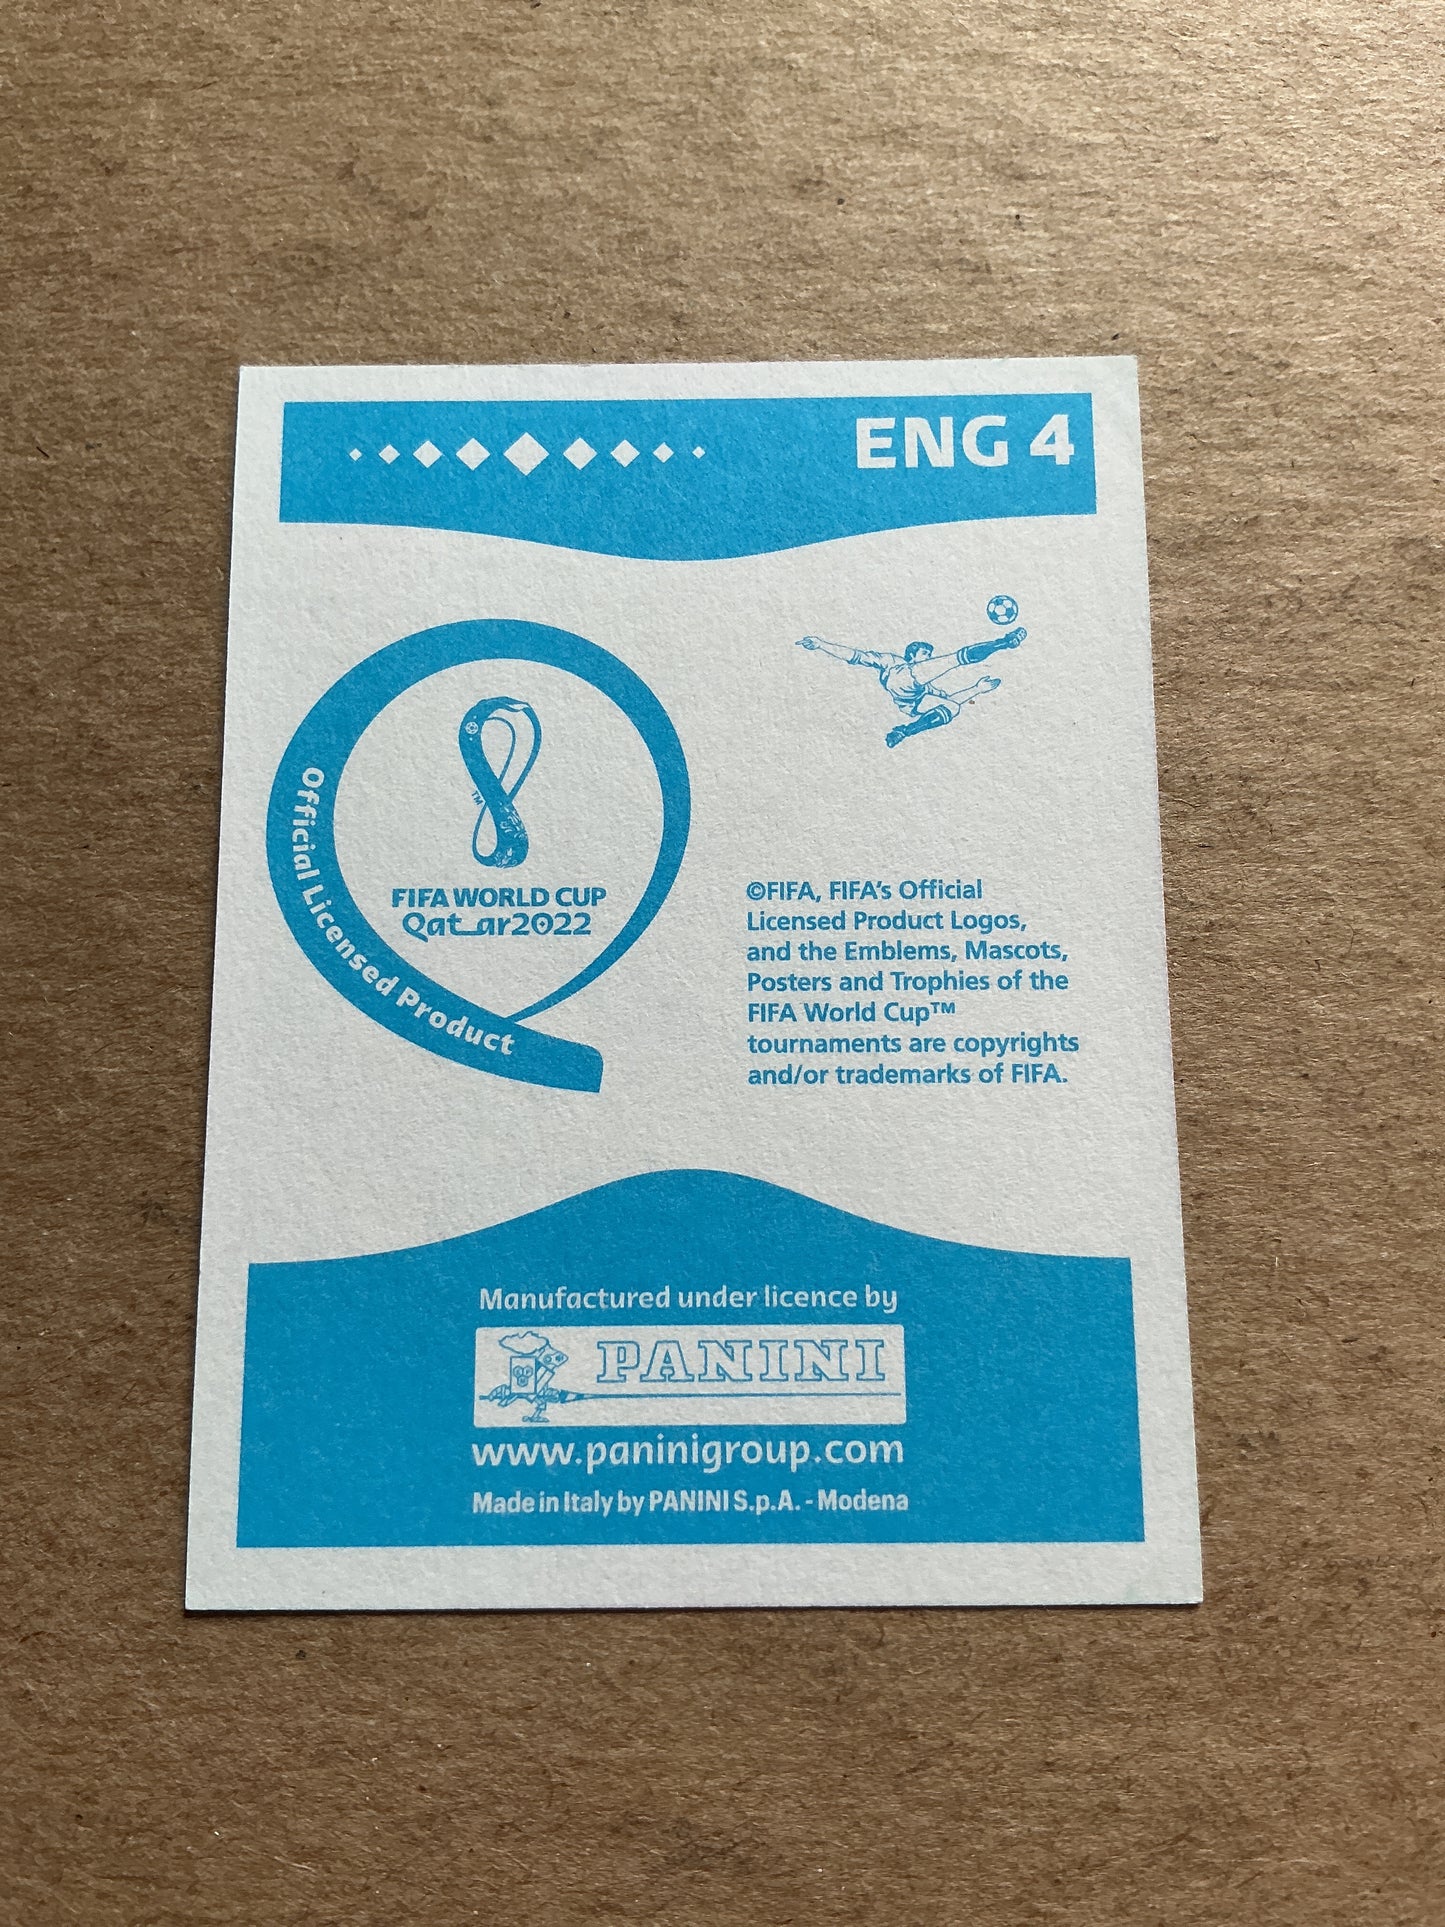 ENG 4
Official Licensed Product
TM
FIFA WORLD CUP
Qatar2022
©FIFA, FIFA's Official
Licensed Product Logos,
and the Emblems, Mascots,
Posters and Trophies of the
FIFA World Cup™
tournaments are copyrights
and/or trademarks of FIFA.
Manufactured under licence by
PANINI
www.paninigroup.com
Made in Italy by PANINI S.p.A. - Modena